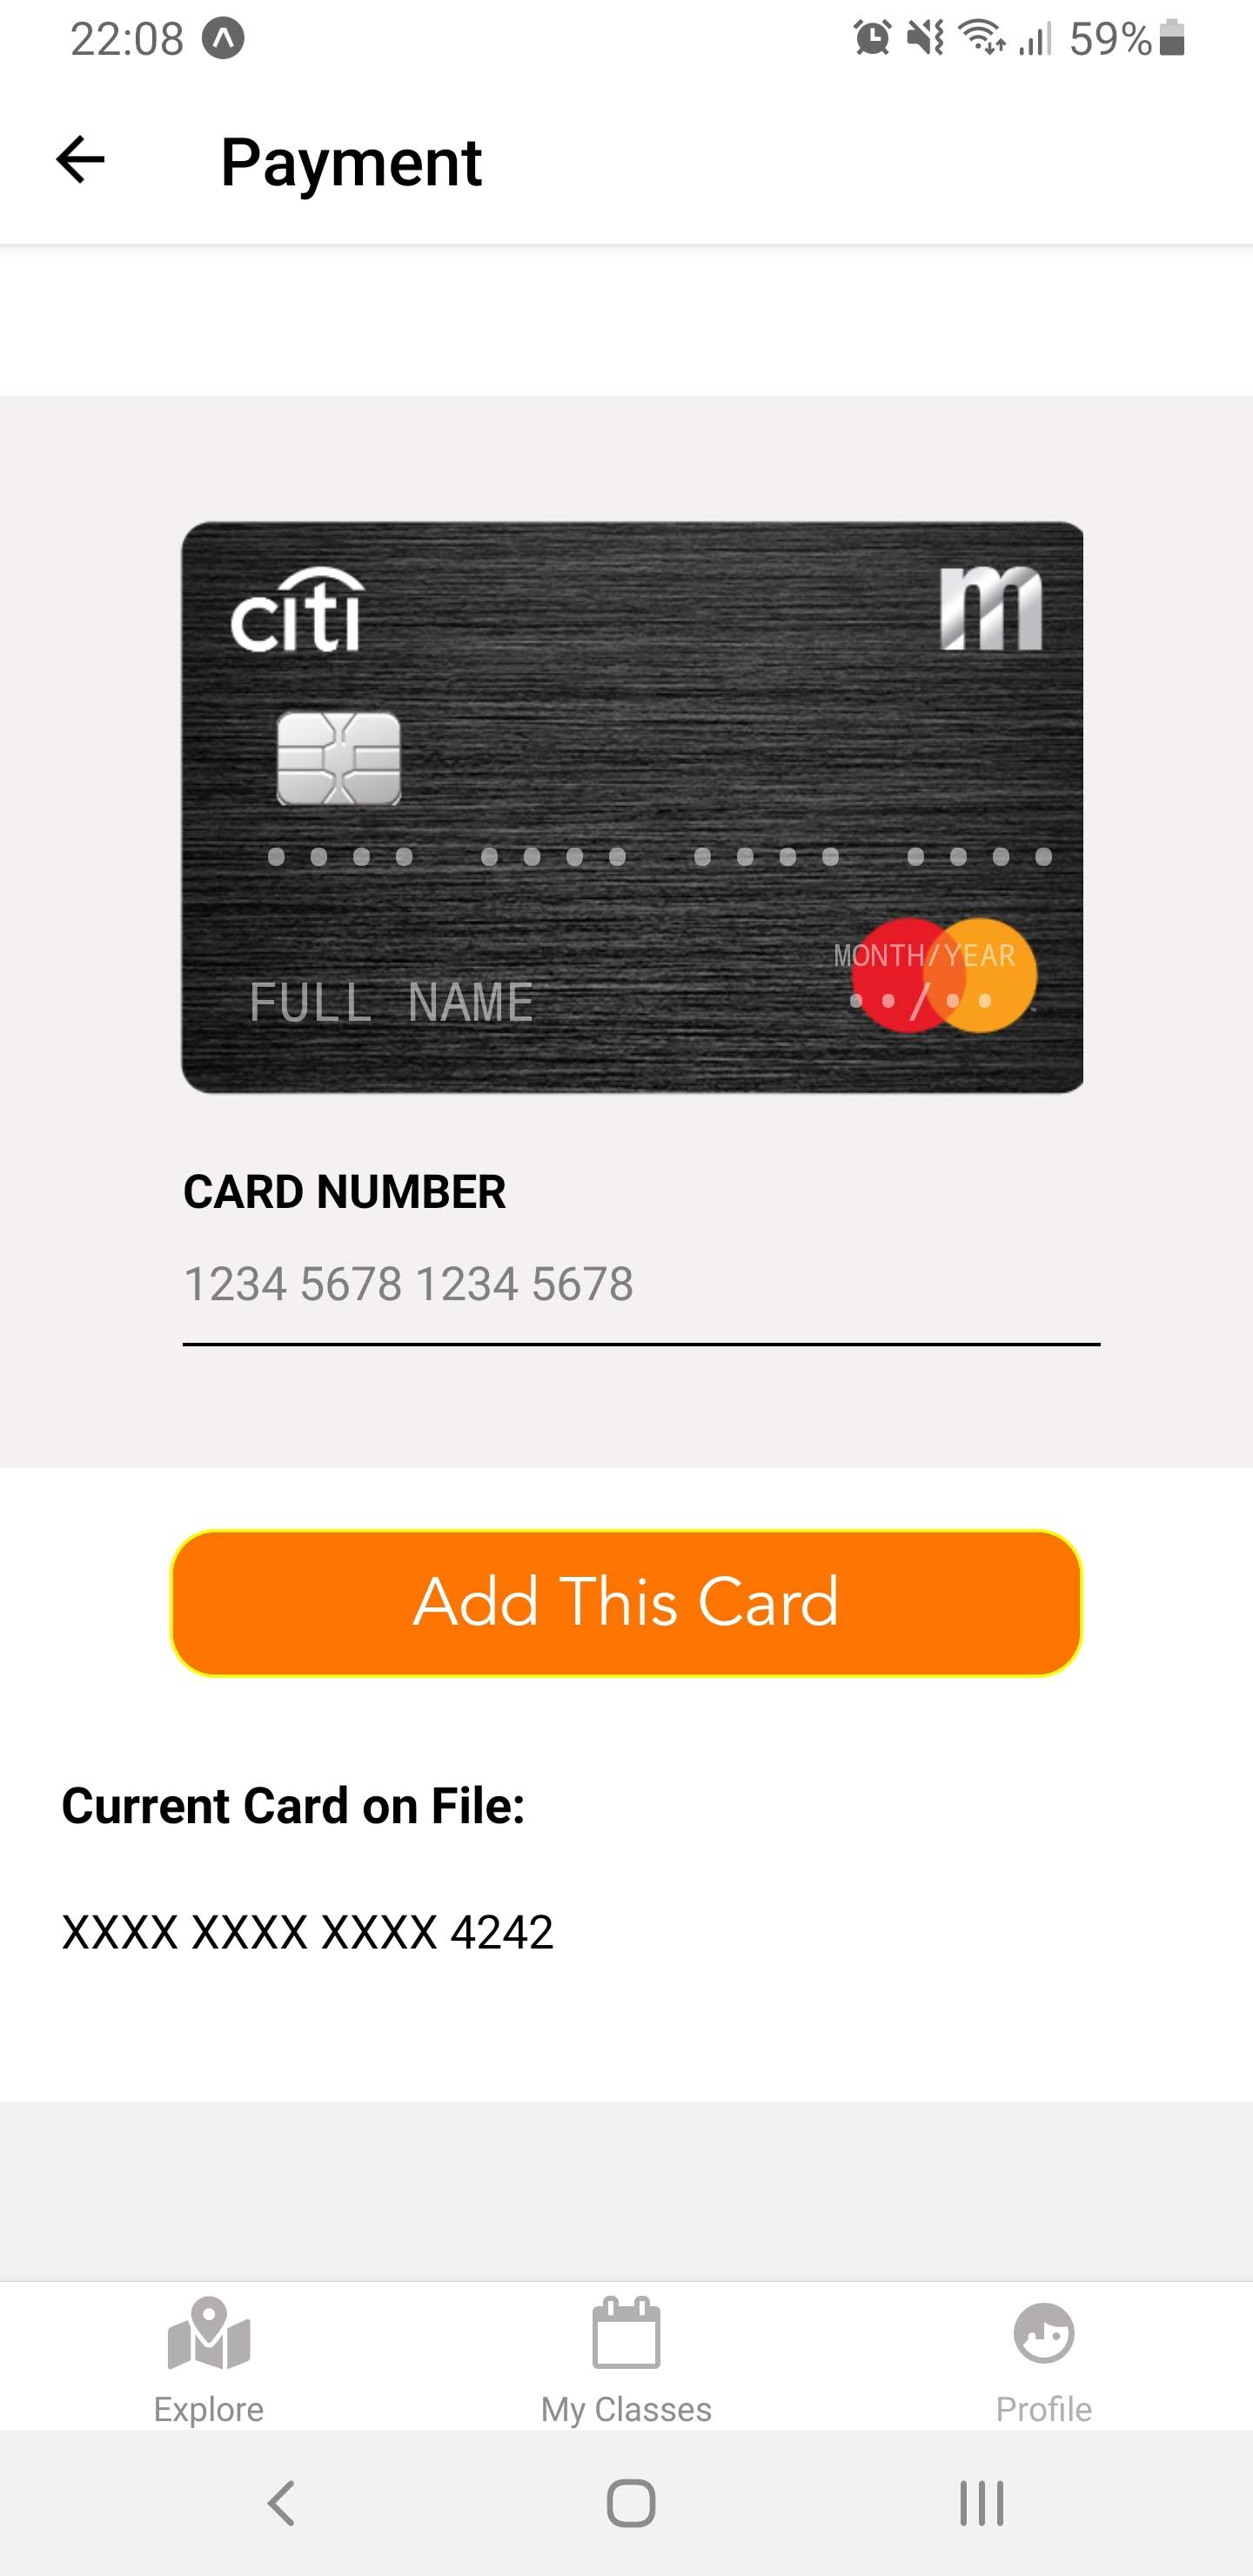 22:08 59%
Payment
citi m
•••• •••• •••• ••••
MONTH/YEAR
FULL NAME ••/••
CARD NUMBER
1234 5678 1234 5678
Add This Card
Current Card on File:
XXXX XXXX XXXX 4242
Explore My Classes Profile